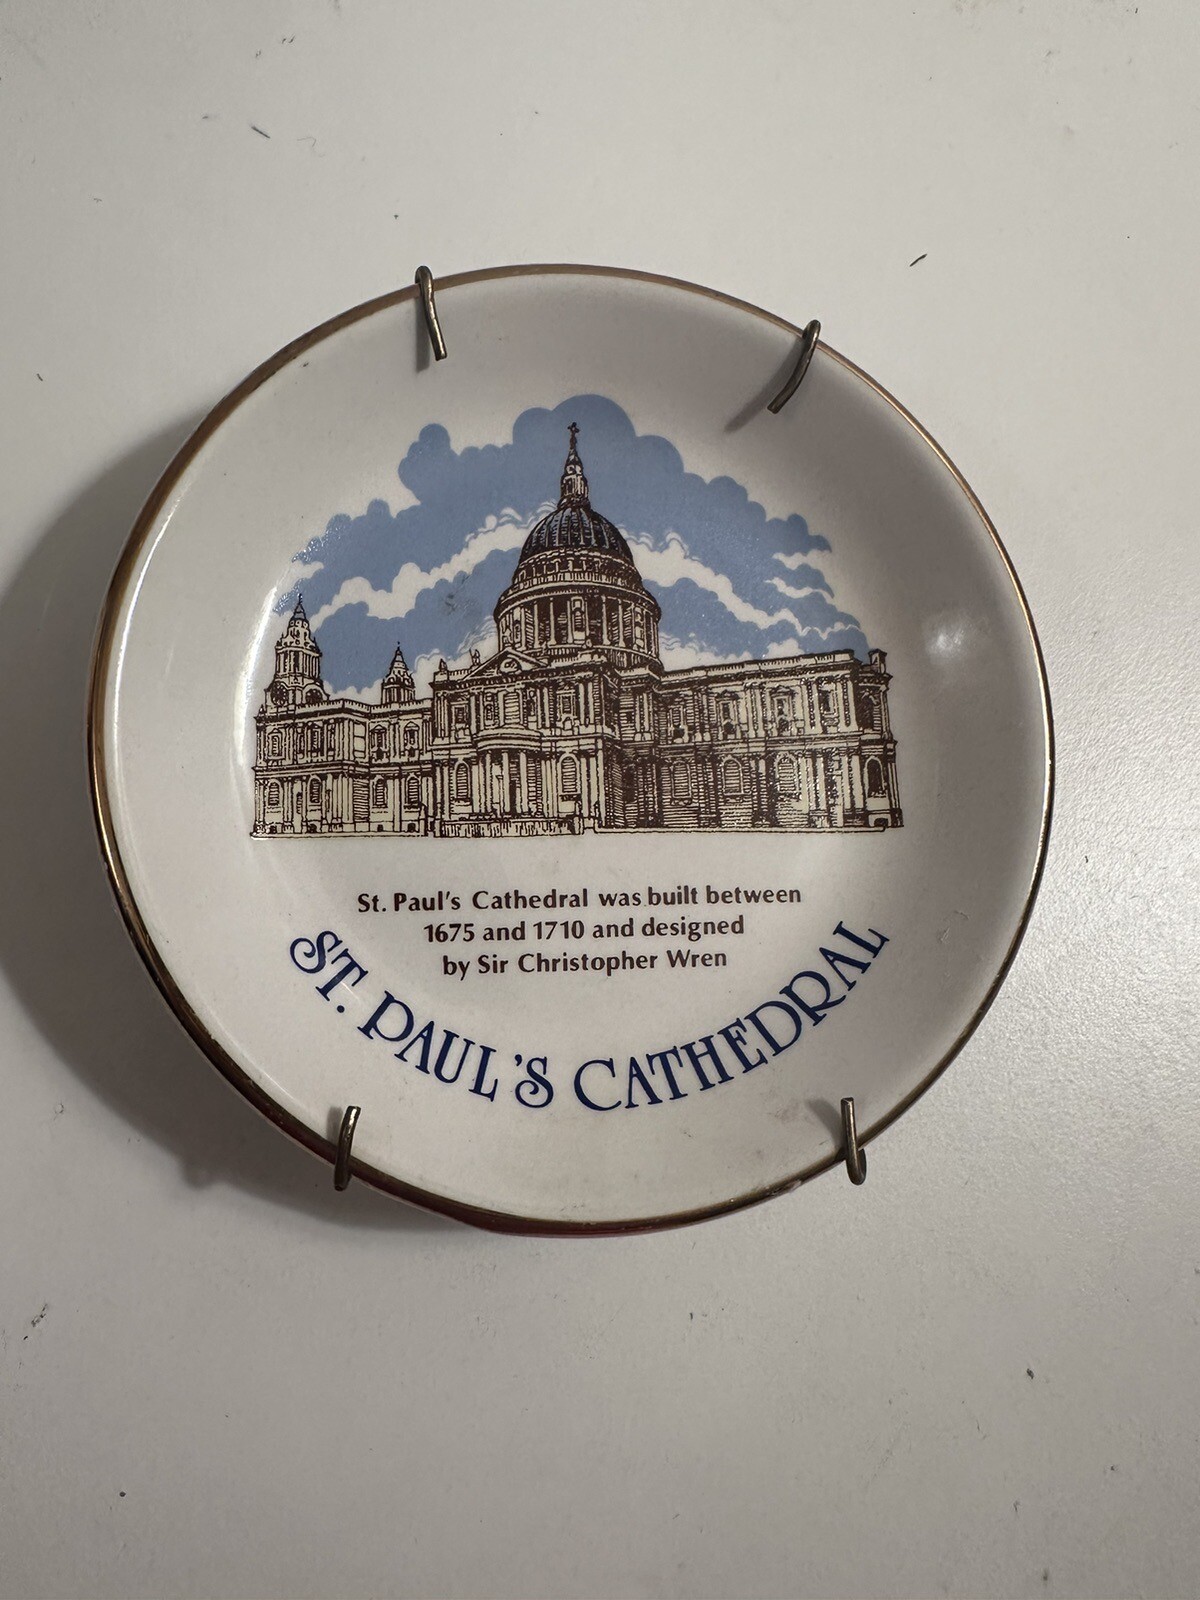 St. Paul's Cathedral was built between
1675 and 1710 and designed
by Sir Christopher Wren
ST. PAUL'S CATHEDRAL